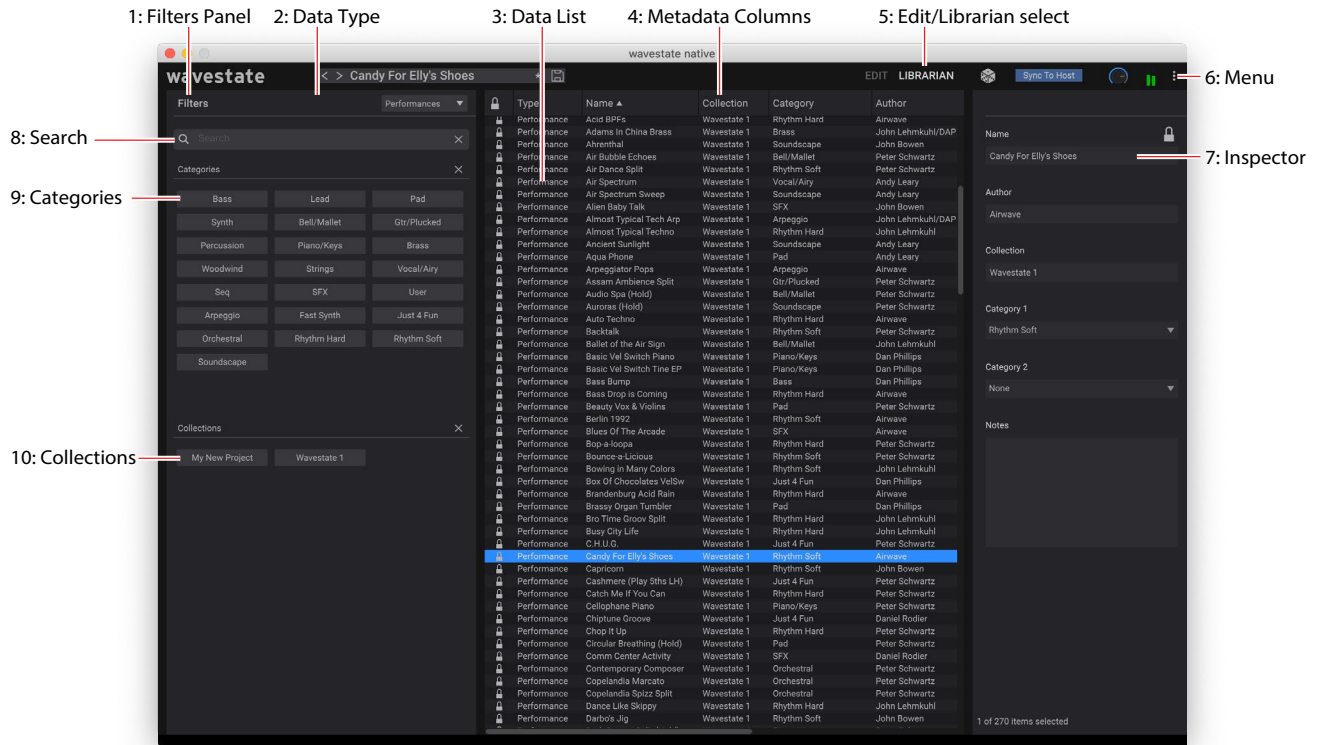 1: Filters Panel
2: Data Type
3: Data List
4: Metadata Columns
5: Edit/Librarian select
wavestate native
wavestate
< > Candy For Elly's Shoes
EDIT LIBRARIAN
Sync To Host
6: Menu
Filters
Performances
8: Search
Search
Categories
9: Categories
Bass Lead Pad
Synth Bell/Mallet Gtr/Plucked
Percussion Piano/Keys Brass
Woodwind Strings Vocal/Airy
Seq SFX User
Arpeggio Fast Synth Just 4 Fun
Orchestral Rhythm Hard Rhythm Soft
Soundscape
Collections
10: Collections
My New Project Wavestate 1
Type Name Collection Category Author
Performance Acid BPFs Wavestate 1 Rhythm Hard Airwave
Performance Adams In China Brass Wavestate 1 Brass John Lehmkuhl/DAP
Performance Ahrenthal Wavestate 1 Soundscape John Bowen
Performance Air Bubble Echoes Wavestate 1 Bell/Mallet Peter Schwartz
Performance Air Dance Split Wavestate 1 Rhythm Soft Peter Schwartz
Performance Air Spectrum Wavestate 1 Vocal/Airy Andy Leary
Performance Air Spectrum Sweep Wavestate 1 Soundscape Andy Leary
Performance Alien Baby Talk Wavestate 1 SFX John Bowen
Performance Almost Typical Tech Arp Wavestate 1 Arpeggio John Lehmkuhl/DAP
Performance Almost Typical Techno Wavestate 1 Rhythm Hard John Lehmkuhl
Performance Ancient Sunlight Wavestate 1 Soundscape Andy Leary
Performance Aqua Phone Wavestate 1 Pad Andy Leary
Performance Arpeggiator Pops Wavestate 1 Arpeggio Airwave
Performance Assam Ambience Split Wavestate 1 Gtr/Plucked Peter Schwartz
Performance Audio Spa (Hold) Wavestate 1 Bell/Mallet Peter Schwartz
Performance Auroras (Hold) Wavestate 1 Soundscape Peter Schwartz
Performance Auto Techno Wavestate 1 Rhythm Hard Airwave
Performance Backtalk Wavestate 1 Rhythm Soft Peter Schwartz
Performance Ballet of the Air Sign Wavestate 1 Bell/Mallet Peter Schwartz
Performance Basic Vel Switch Piano Wavestate 1 Piano/Keys Dan Phillips
Performance Basic Vel Switch Tine EP Wavestate 1 Piano/Keys Dan Phillips
Performance Bass Bump Wavestate 1 Bass Dan Phillips
Performance Bass Drop is Coming Wavestate 1 Rhythm Hard Airwave
Performance Beauty Vox & Violins Wavestate 1 Pad Peter Schwartz
Performance Berlin 1992 Wavestate 1 Rhythm Soft Airwave
Performance Blues Of The Arcade Wavestate 1 SFX Airwave
Performance Bop-a-loopa Wavestate 1 Rhythm Hard Peter Schwartz
Performance Bounce-a-Licious Wavestate 1 Rhythm Soft Peter Schwartz
Performance Bowing in Many Colors Wavestate 1 Rhythm Soft John Lehmkuhl
Performance Box Of Chocolates VelSw Wavestate 1 Just 4 Fun Dan Phillips
Performance Brandenburg Acid Rain Wavestate 1 Rhythm Hard Airwave
Performance Brassy Organ Tumbler Wavestate 1 Pad Dan Phillips
Performance Bro Time Groov Split Wavestate 1 Rhythm Hard John Lehmkuhl
Performance Busy City Life Wavestate 1 Rhythm Hard John Lehmkuhl
Performance C.H.U.G. Wavestate 1 Just 4 Fun Peter Schwartz
Performance Candy For Elly's Shoes Wavestate 1 Rhythm Soft Airwave
Performance Capricorn Wavestate 1 Rhythm Soft John Bowen
Performance Cashmere (Play 5ths LH) Wavestate 1 Just 4 Fun Peter Schwartz
Performance Catch Me If You Can Wavestate 1 Rhythm Hard Peter Schwartz
Performance Cellophane Piano Wavestate 1 Piano/Keys Peter Schwartz
Performance Chiptune Groove Wavestate 1 Just 4 Fun Daniel Rodier
Performance Chop It Up Wavestate 1 Rhythm Hard Peter Schwartz
Performance Circular Breathing (Hold) Wavestate 1 Pad Peter Schwartz
Performance Comm Center Activity Wavestate 1 SFX Daniel Rodier
Performance Contemporary Composer Wavestate 1 Orchestral Peter Schwartz
Performance Copelandia Marcato Wavestate 1 Orchestral Peter Schwartz
Performance Copelandia Spizz Split Wavestate 1 Orchestral Peter Schwartz
Performance Dance Like Skippy Wavestate 1 Rhythm Hard John Lehmkuhl
Performance Darbo's Jig Wavestate 1 Rhythm Soft John Bowen
Name
Candy For Elly's Shoes
7: Inspector
Author
Airwave
Collection
Wavestate 1
Category 1
Rhythm Soft
Category 2
None
Notes
1 of 270 items selected